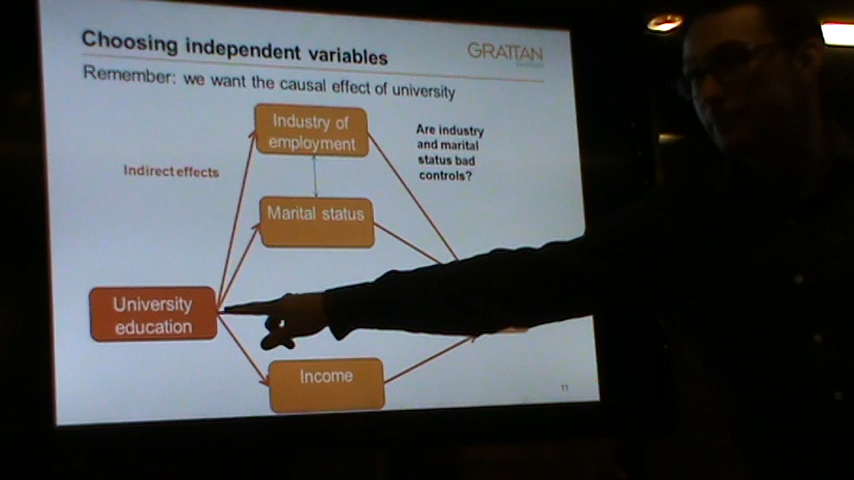 Choosing independent variables
GRATTAN
Remember: we want the causal effect of university
Industry of
employment
Are industry
and marital
status bad
controls?
Indirect effects
Marital status
University
education
Income
11